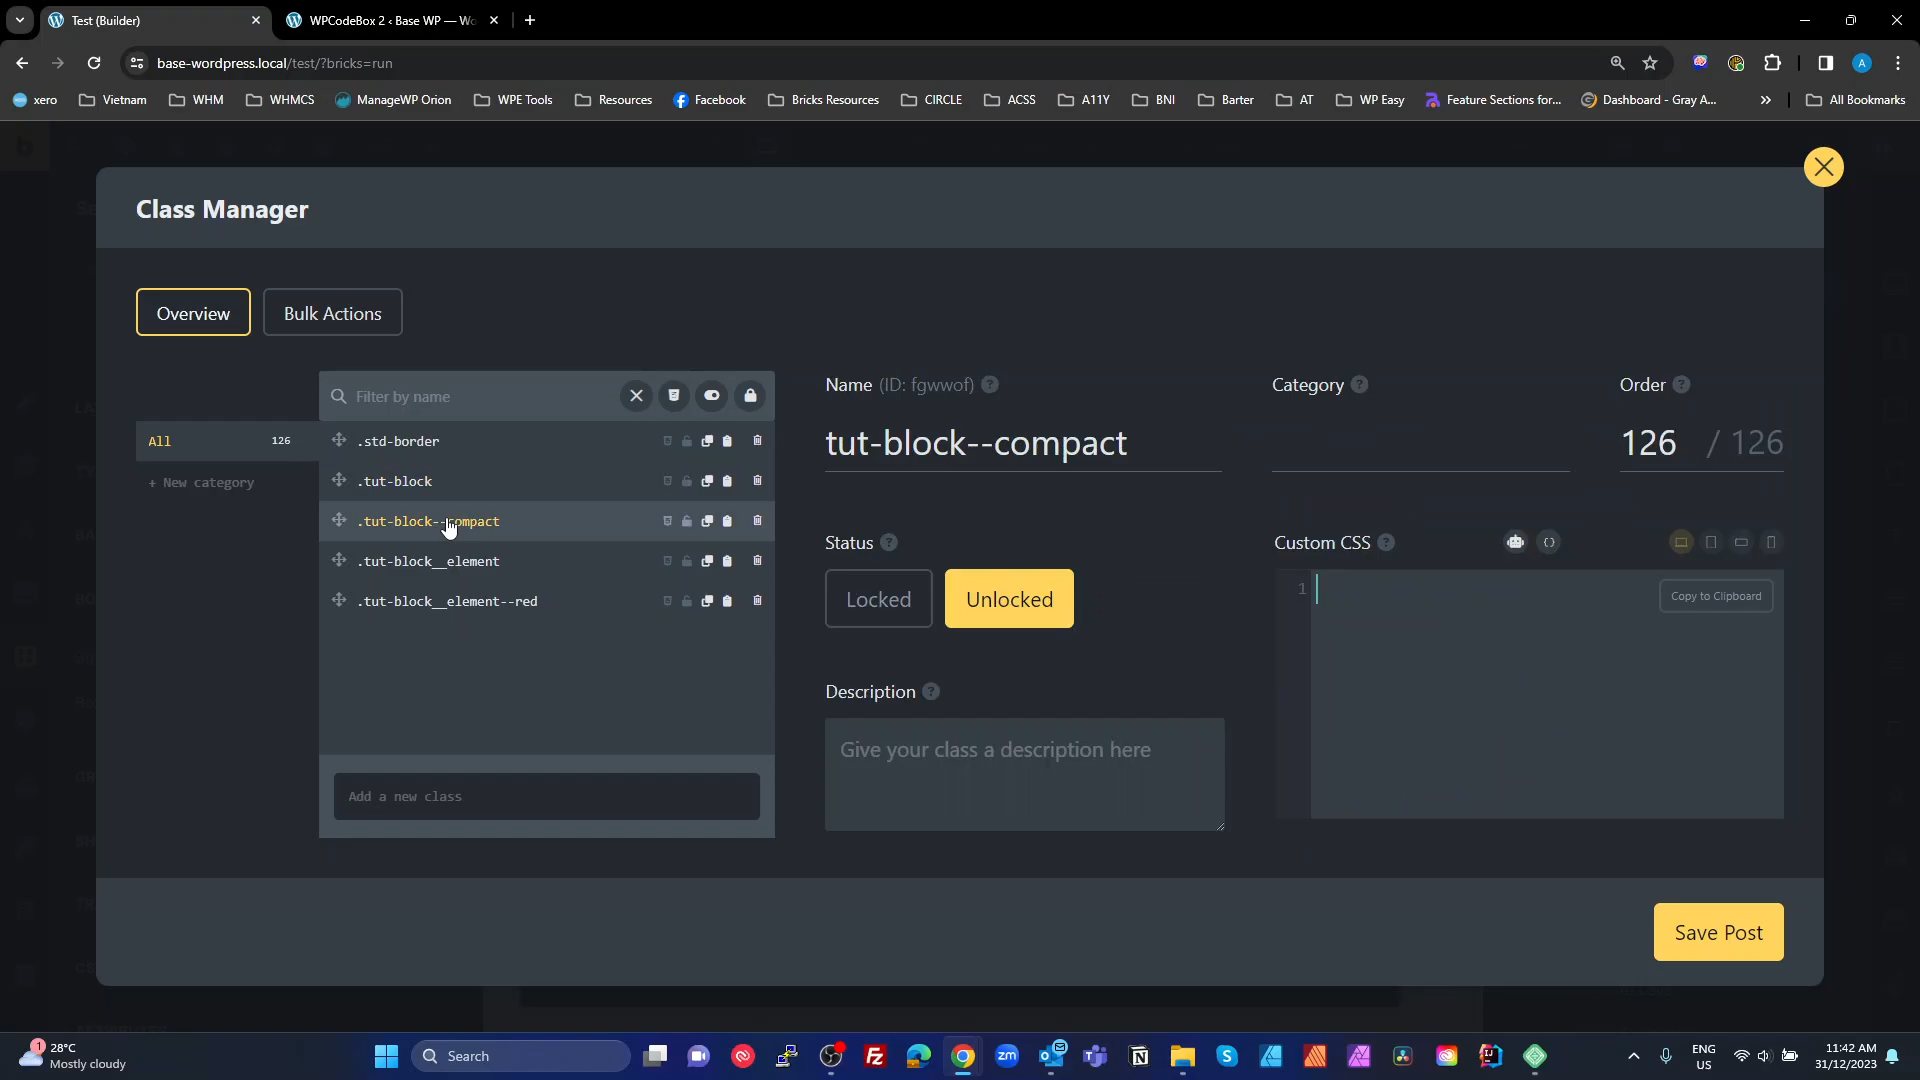 Test (Builder)
WPCodeBox 2 ‹ Base WP — Wo
base-wordpress.local/test/?bricks=run
xero
Vietnam
WHM
WHMCS
ManageWP Orion
WPE Tools
Resources
Facebook
Bricks Resources
CIRCLE
ACSS
A11Y
BNI
Barter
AT
WP Easy
Feature Sections for...
Dashboard - Gray A...
»
All Bookmarks
Class Manager
Overview
Bulk Actions
Filter by name
All 126
+ New category
.std-border
.tut-block
.tut-block--compact
.tut-block__element
.tut-block__element--red
Add a new class
Name (ID: fgwwof) ?
tut-block--compact
Category ?
Order ?
126 / 126
Status ?
Locked
Unlocked
Custom CSS ?
1
Copy to Clipboard
Description ?
Give your class a description here
Save Post
1
28°C
Mostly cloudy
Search
ENG
US
11:42 AM
31/12/2023